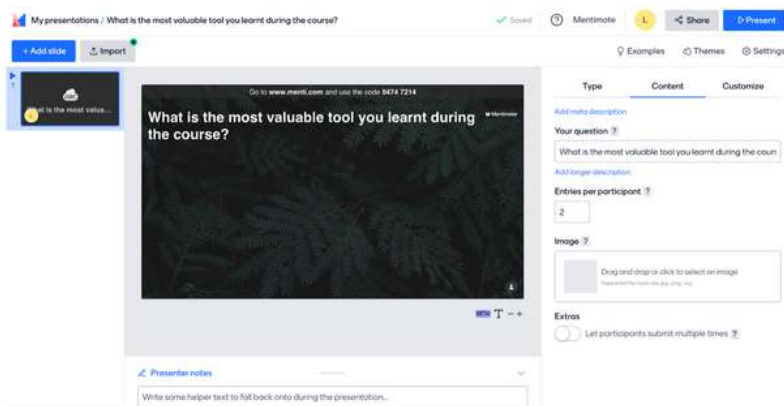 My presentations / What is the most valuable tool you learnt during the course?
Saved
Mentimote
L
Share
Present
+ Add slide
Import
Examples
Themes
Settings
1
What is the most value...
L
Go to www.menti.com and use the code 9474 7214
What is the most valuable tool you learnt during
the course?
Mentimeter
BETA T - +
Presenter notes
Write some helper text to fall back onto during the presentation...
Type
Content
Customize
Add meta description
Your question ?
What is the most valuable tool you learnt during the cours
Add longer description
Entries per participant ?
2
Image ?
Drag and drop or click to select an image
Extras
Let participants submit multiple times ?